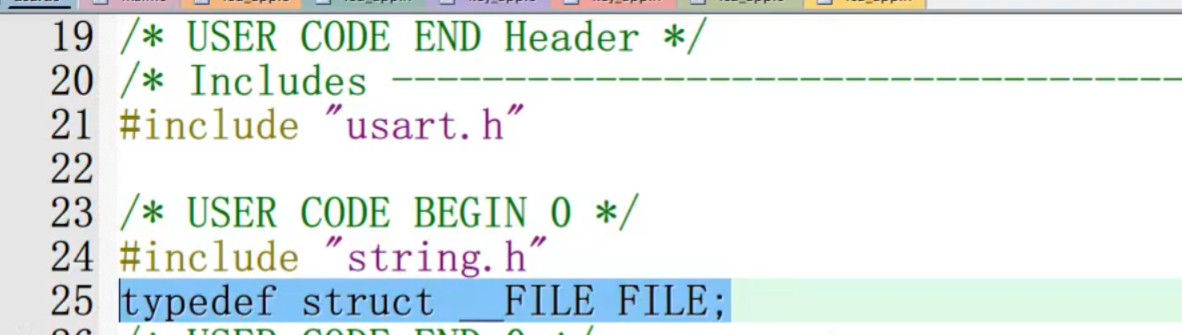 19 /* USER CODE END Header */
20 /* Includes ------------------------------------
21 #include "usart.h"
22
23 /* USER CODE BEGIN 0 */
24 #include "string.h"
25 typedef struct __FILE FILE;